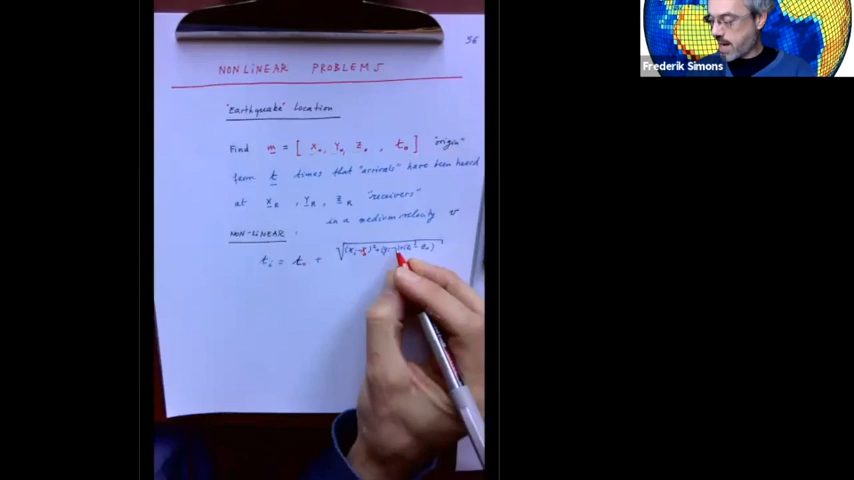 56
NONLINEAR PROBLEMS
"Earthquake" Location
Find m = [ x₀, y₀, z₀, t₀ ] "origin"
from t times that "arrivals" have been heard
at x_R, y_R, z_R "receivers"
in a medium velocity v
NON-LINEAR :
tᵢ = t₀ +
Frederik Simons